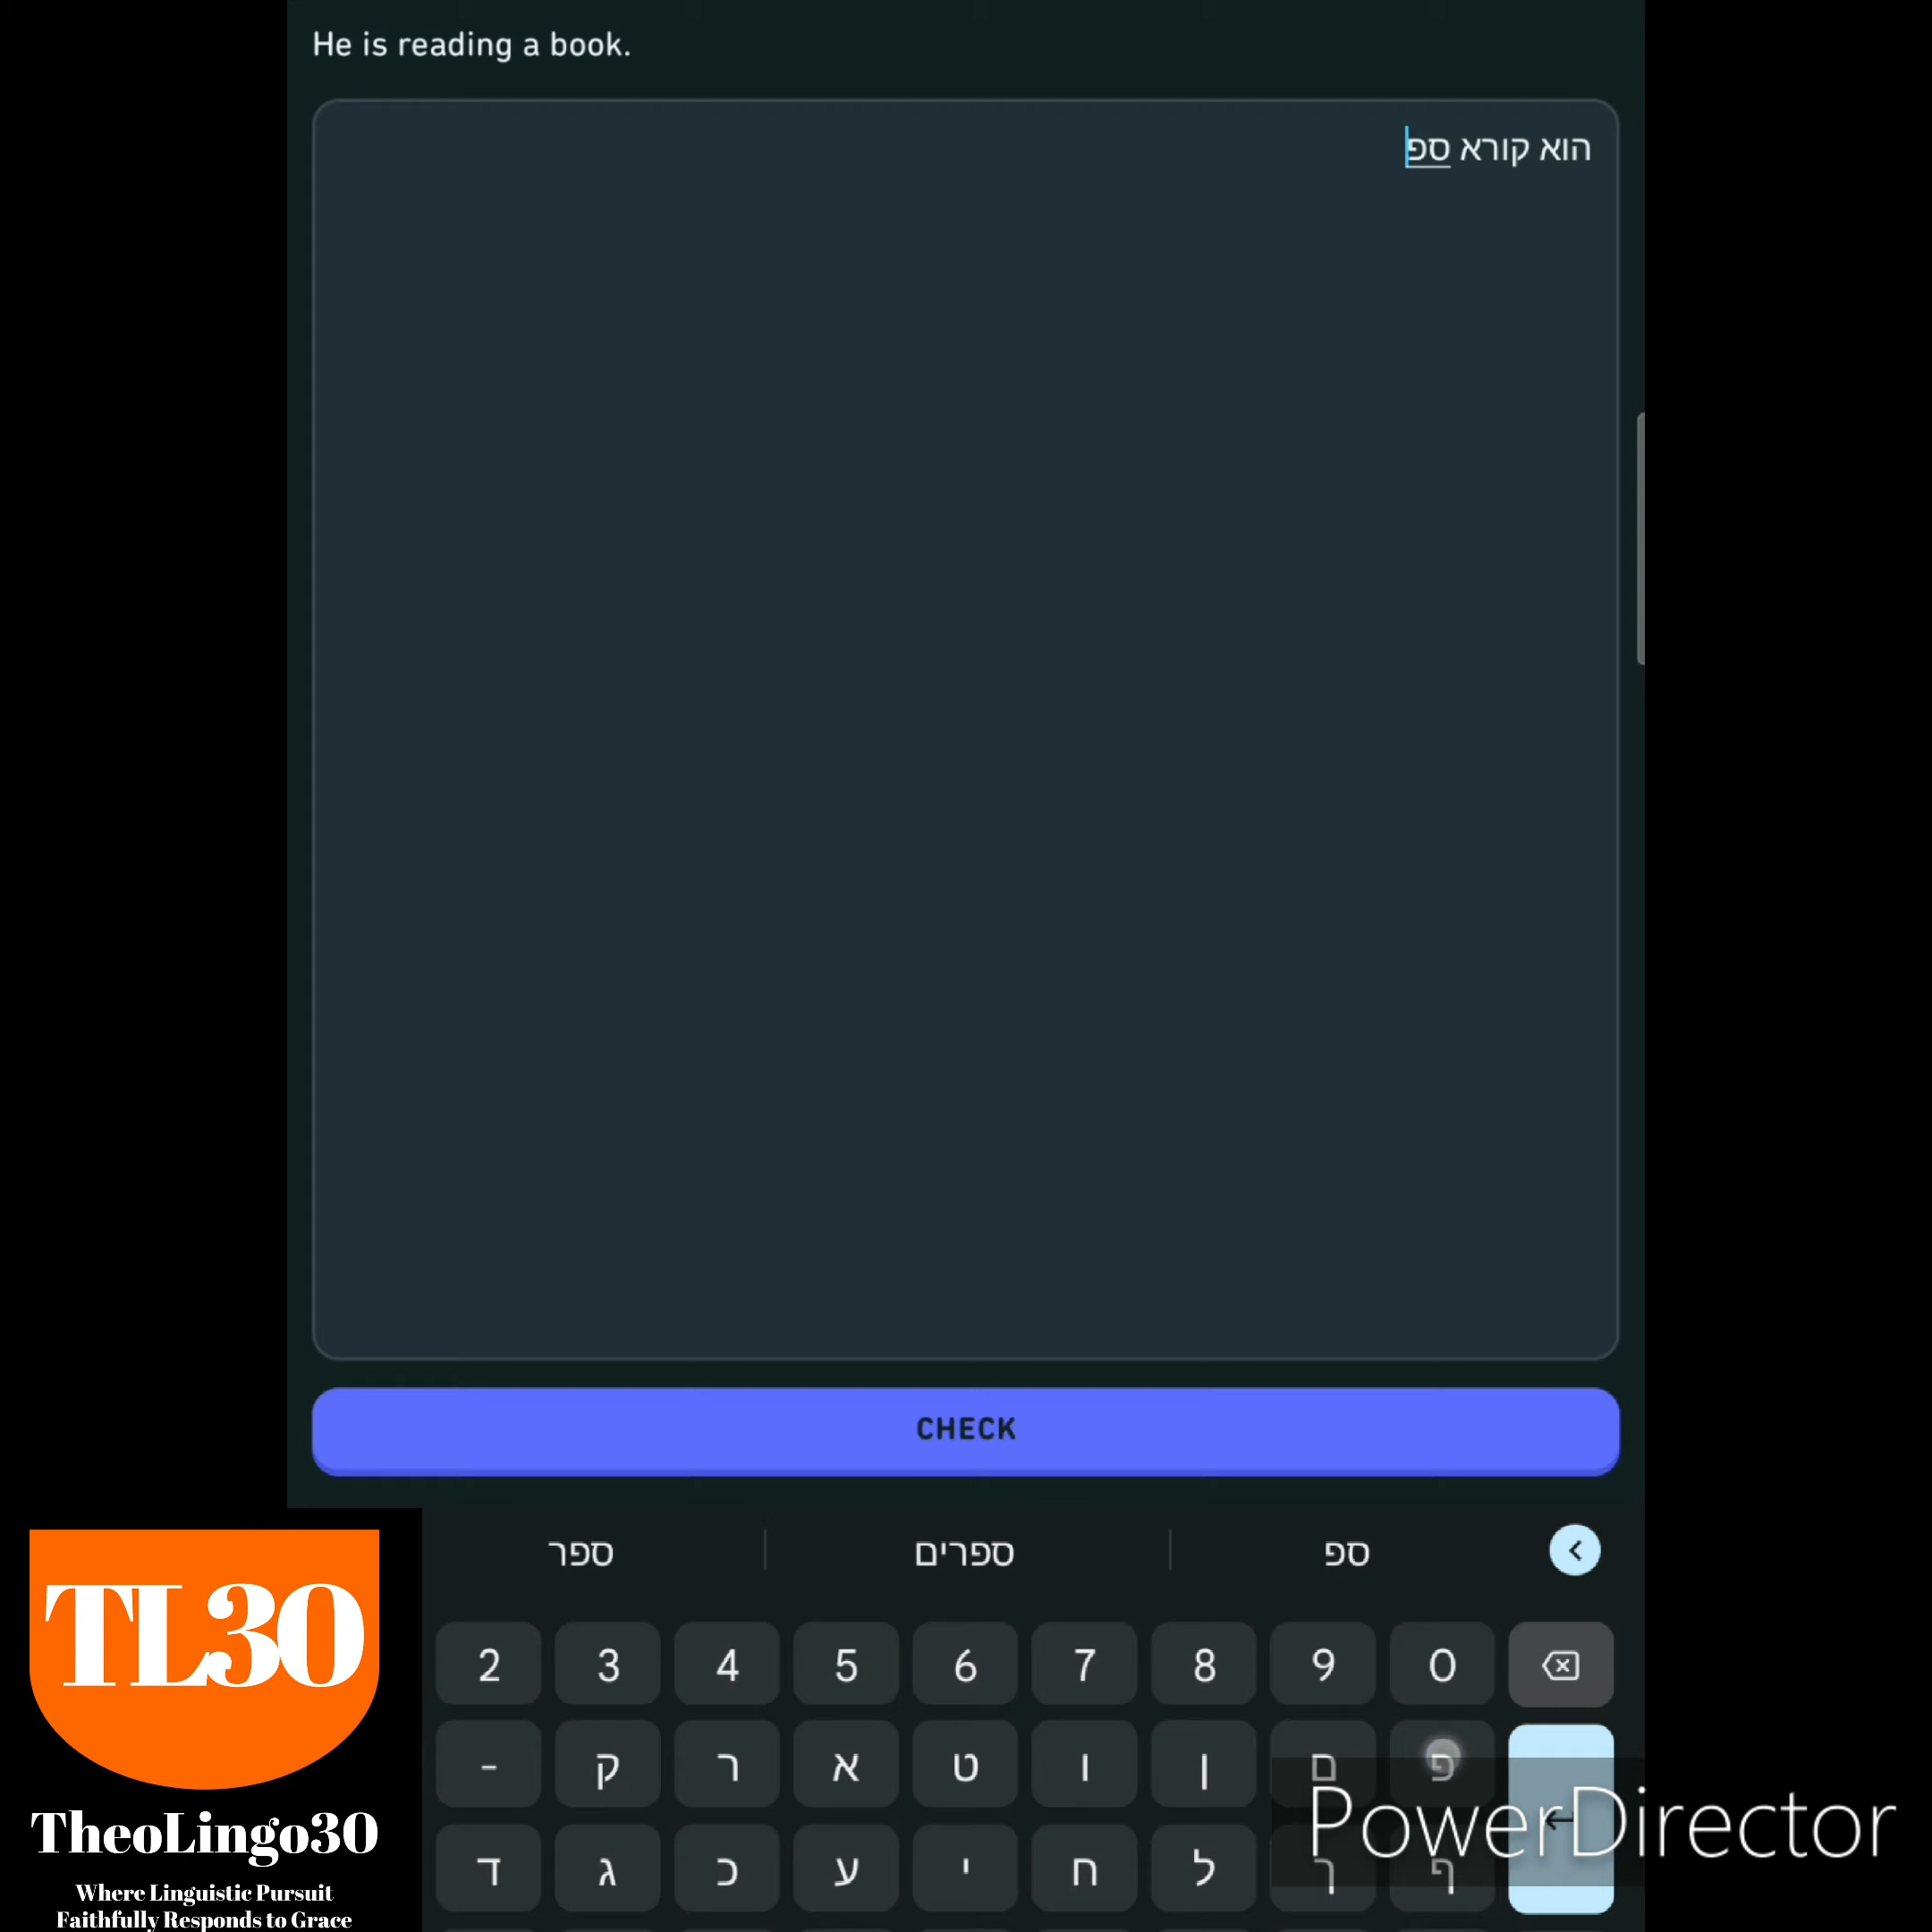 He is reading a book.
הוא קורא ספ
CHECK
ספר ספרים ספ
2 3 4 5 6 7 8 9 0
- ק ר א ט ו ן ם פ
ד ג כ ע י ח ל ך ף
TL30
TheoLingo30
Where Linguistic Pursuit
Faithfully Responds to Grace
PowerDirector